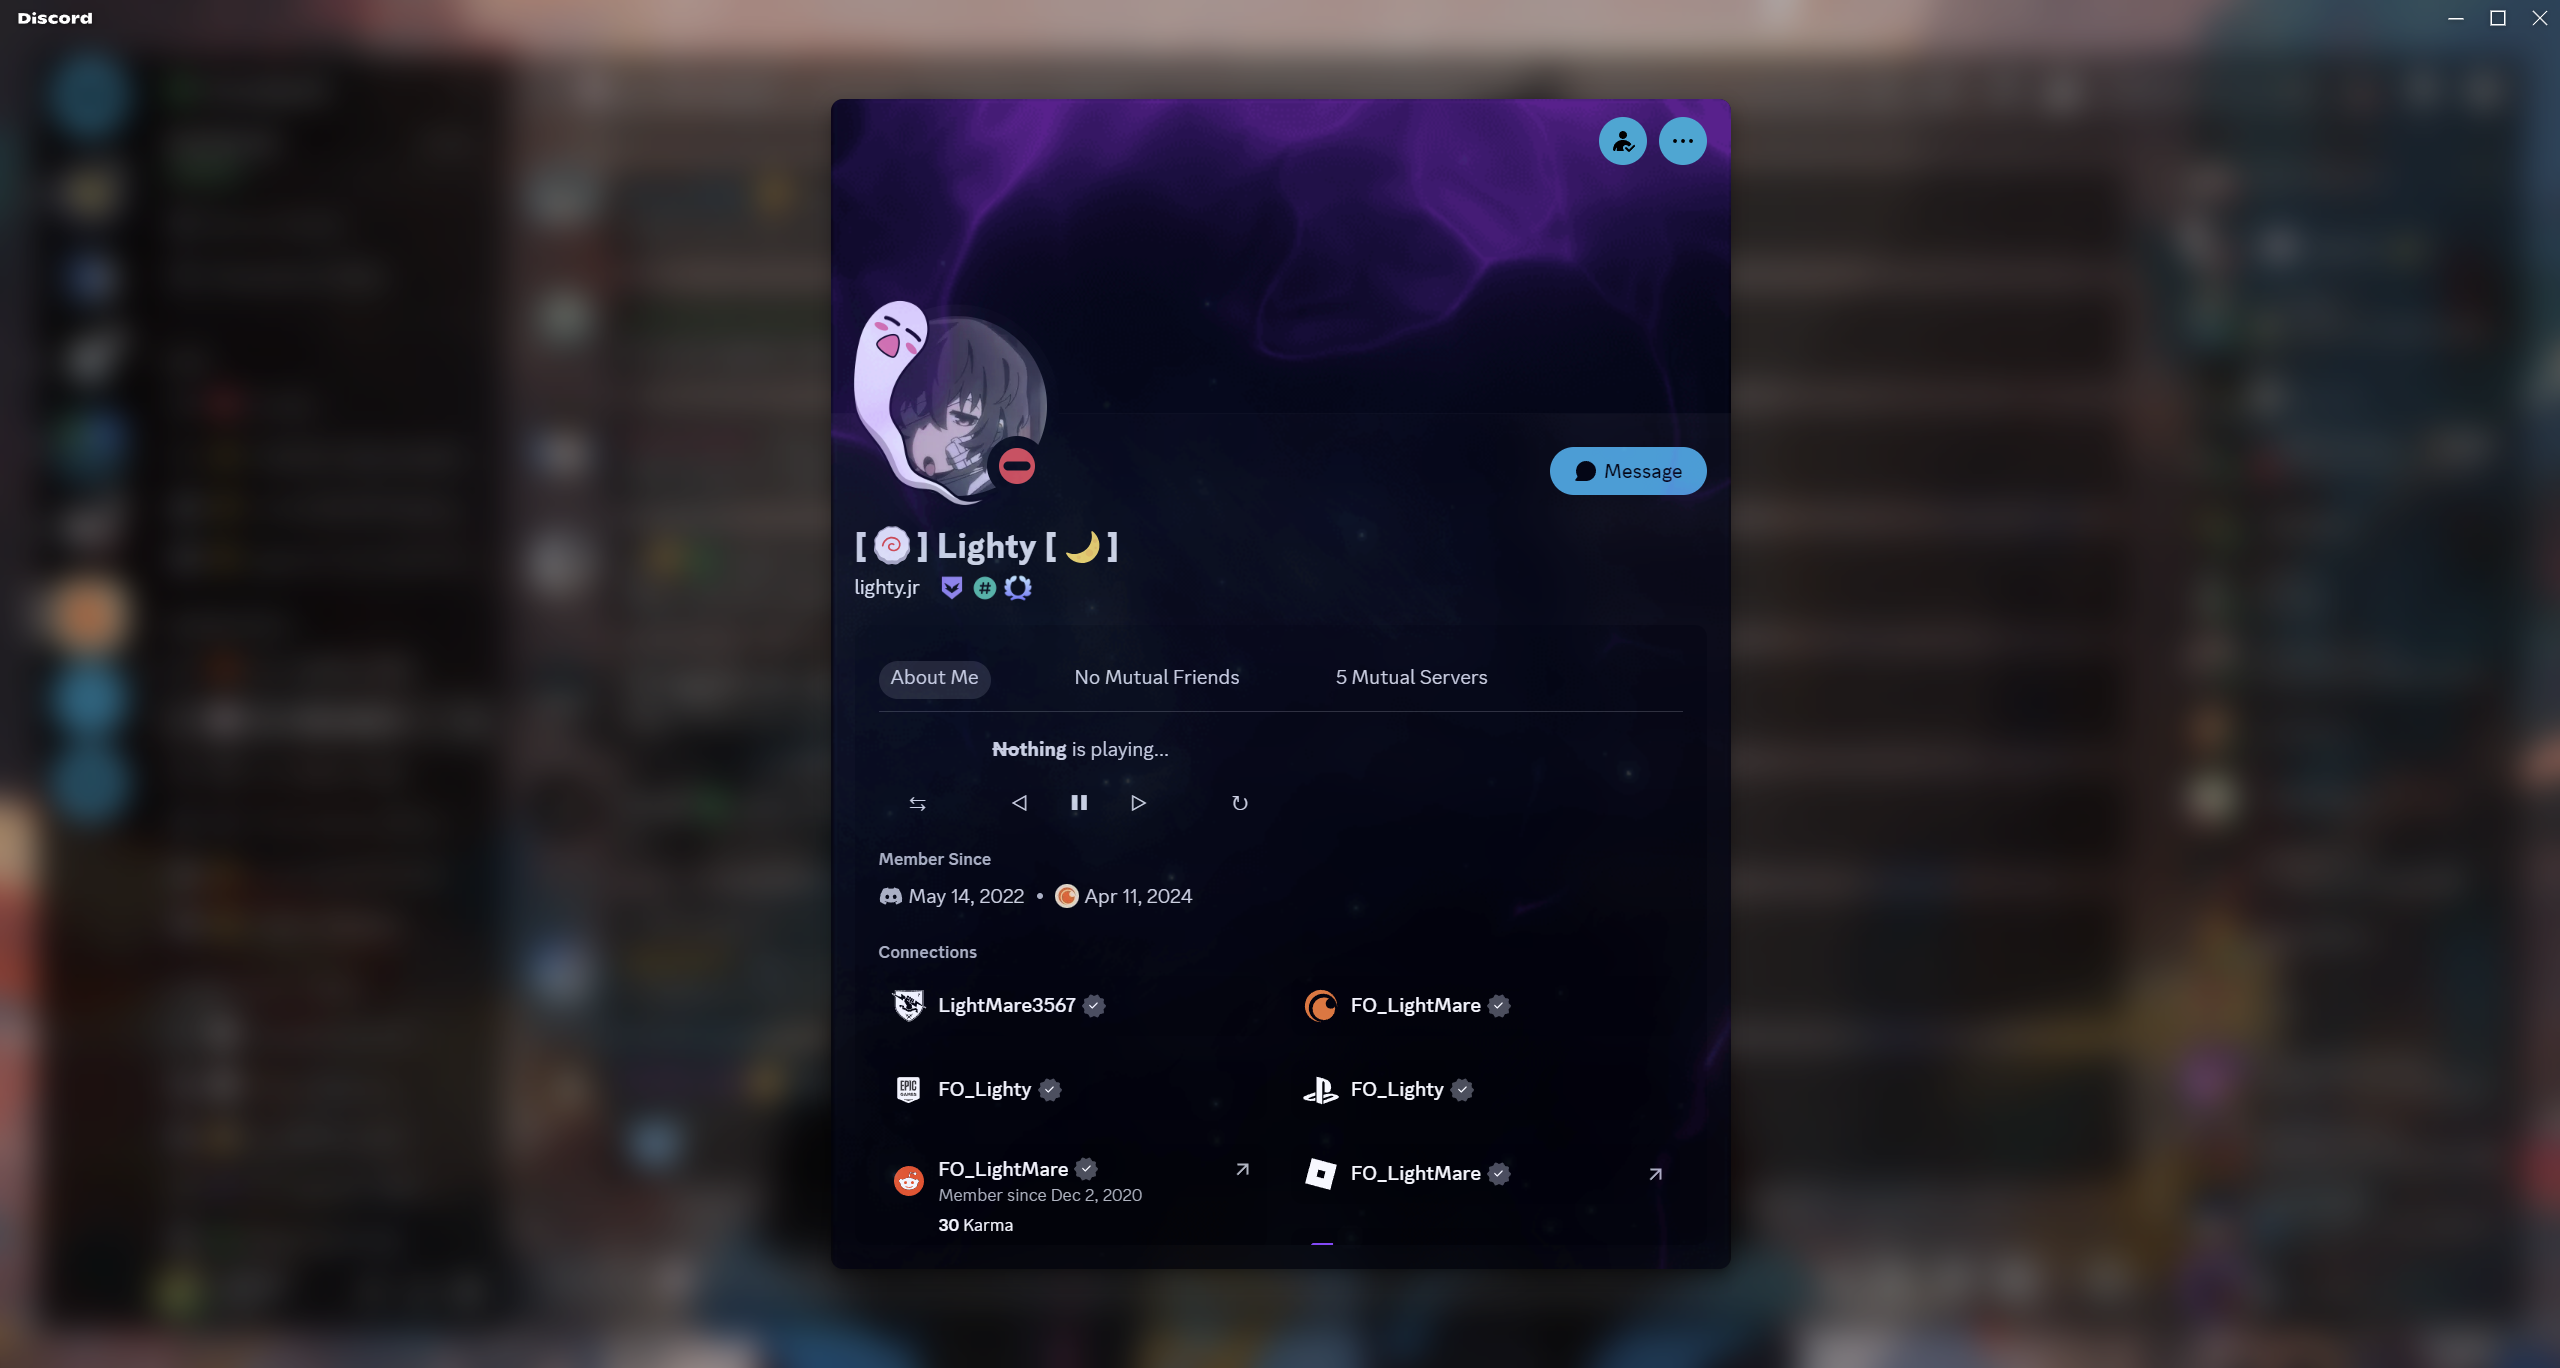 Discord
Message
[🍥] Lighty [🌙]
lighty.jr
#
About Me
No Mutual Friends
5 Mutual Servers
Nothing is playing...
Member Since
May 14, 2022 • Apr 11, 2024
Connections
LightMare3567
FO_LightMare
EPIC GAMES
FO_Lighty
FO_Lighty
FO_LightMare
Member since Dec 2, 2020
30 Karma
FO_LightMare